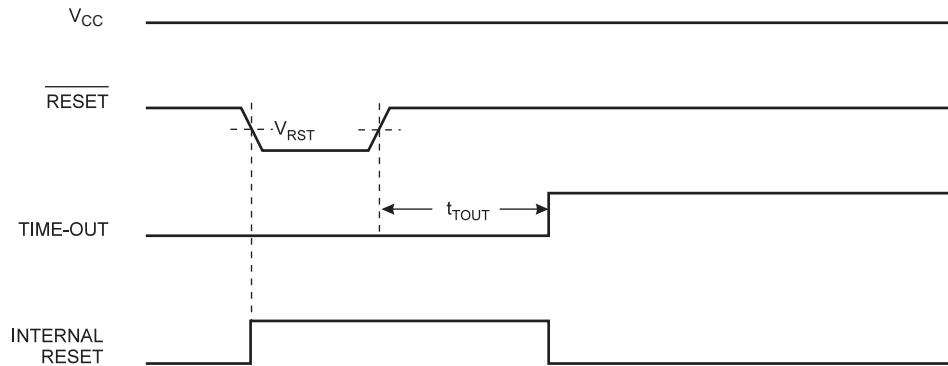 VCC
RESET
VRST
tTOUT
TIME-OUT
INTERNAL
RESET